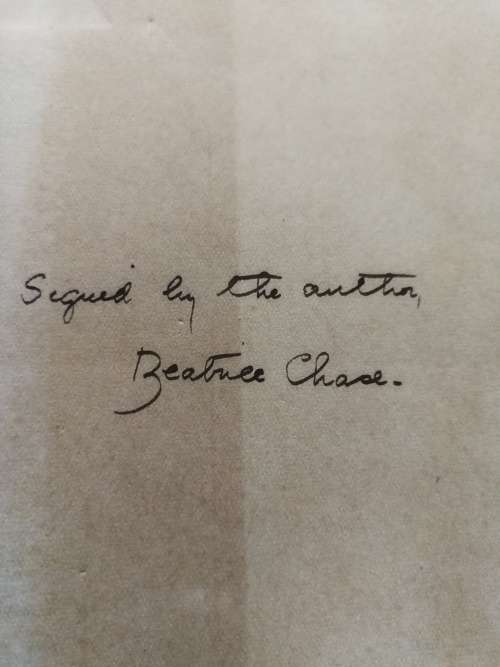 Signed by the author,
Beatrice Chase.